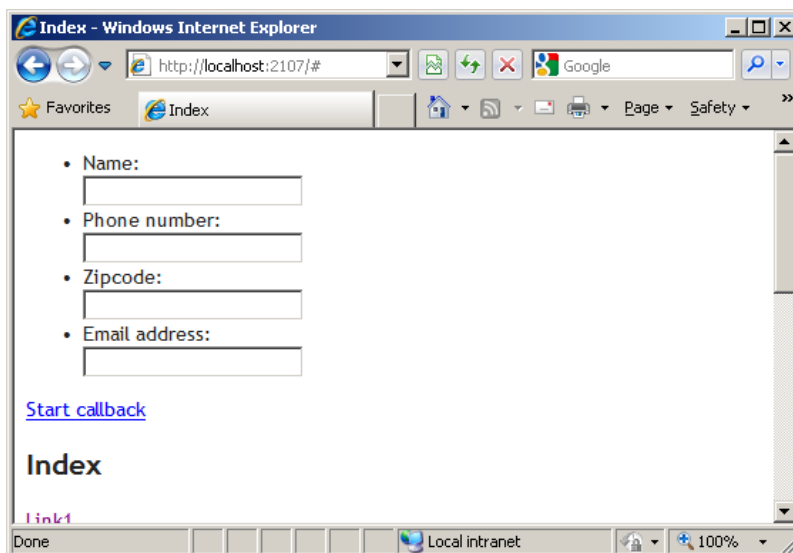 Index - Windows Internet Explorer
http://localhost:2107/#
Google
Favorites
Index
Page
Safety
»
• Name:
• Phone number:
• Zipcode:
• Email address:
Start callback
Index
Link1
Done
Local intranet
100%